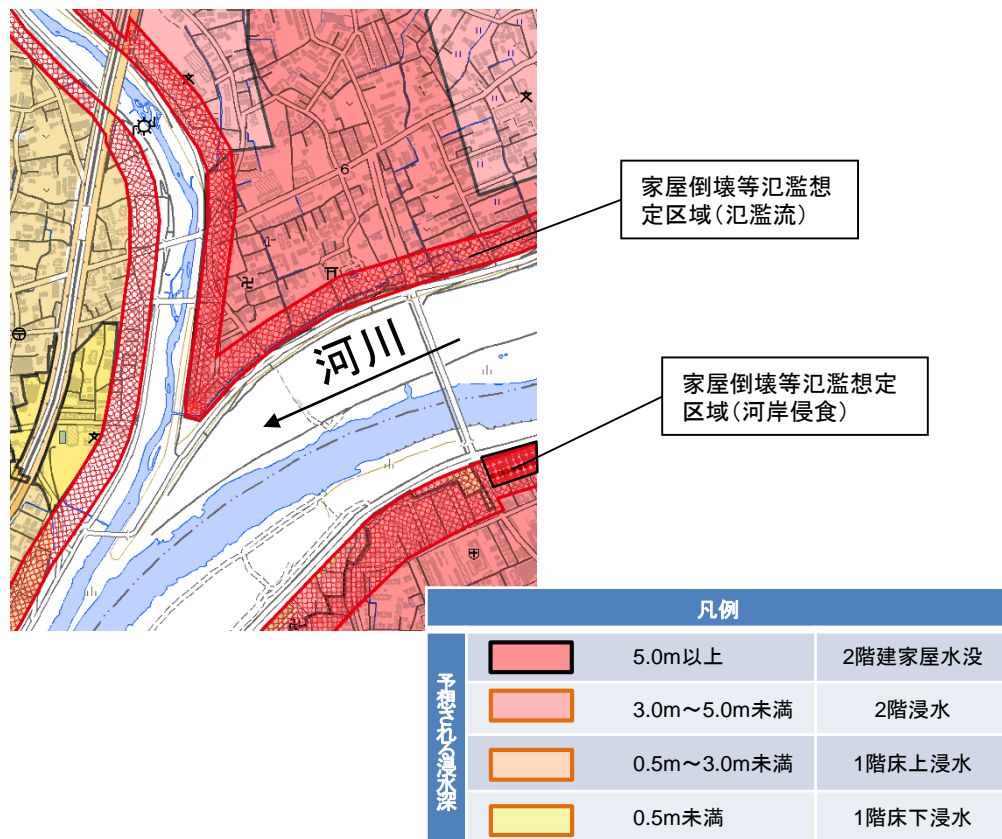 家屋倒壊等氾濫想
定区域(氾濫流)
河川
家屋倒壊等氾濫想定
区域(河岸侵食)
6
凡例
予想される浸水深
5.0m以上 2階建家屋水没
3.0m～5.0m未満 2階浸水
0.5m～3.0m未満 1階床上浸水
0.5m未満 1階床下浸水